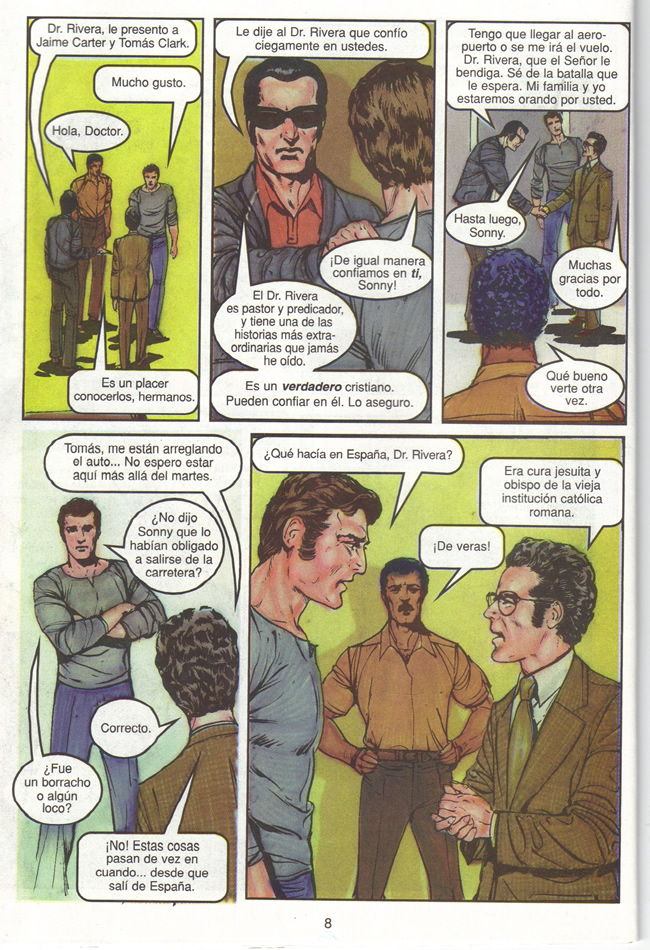 Dr. Rivera, le presento a
Jaime Carter y Tomás Clark.
Mucho gusto.
Hola, Doctor.
Es un placer
conocerlos, hermanos.
Le dije al Dr. Rivera que confío
ciegamente en ustedes.
¡De igual manera
confiamos en ti,
Sonny!
El Dr. Rivera
es pastor y predicador,
y tiene una de las
historias más extra-
ordinarias que jamás
he oído.
Es un verdadero cristiano.
Pueden confiar en él. Lo aseguro.
Tengo que llegar al aero-
puerto o se me irá el vuelo.
Dr. Rivera, que el Señor le
bendiga. Sé de la batalla que
le espera. Mi familia y yo
estaremos orando por usted.
Hasta luego,
Sonny.
Muchas
gracias por
todo.
Qué bueno
verte otra
vez.
Tomás, me están arreglando
el auto... No espero estar
aquí más allá del martes.
¿No dijo
Sonny que lo
habían obligado
a salirse de la
carretera?
Correcto.
¿Fue
un borracho
o algún
loco?
¡No! Estas cosas
pasan de vez en
cuando... desde que
salí de España.
¿Qué hacía en España, Dr. Rivera?
Era cura jesuita y
obispo de la vieja
institución católica
romana.
¡De veras!
8